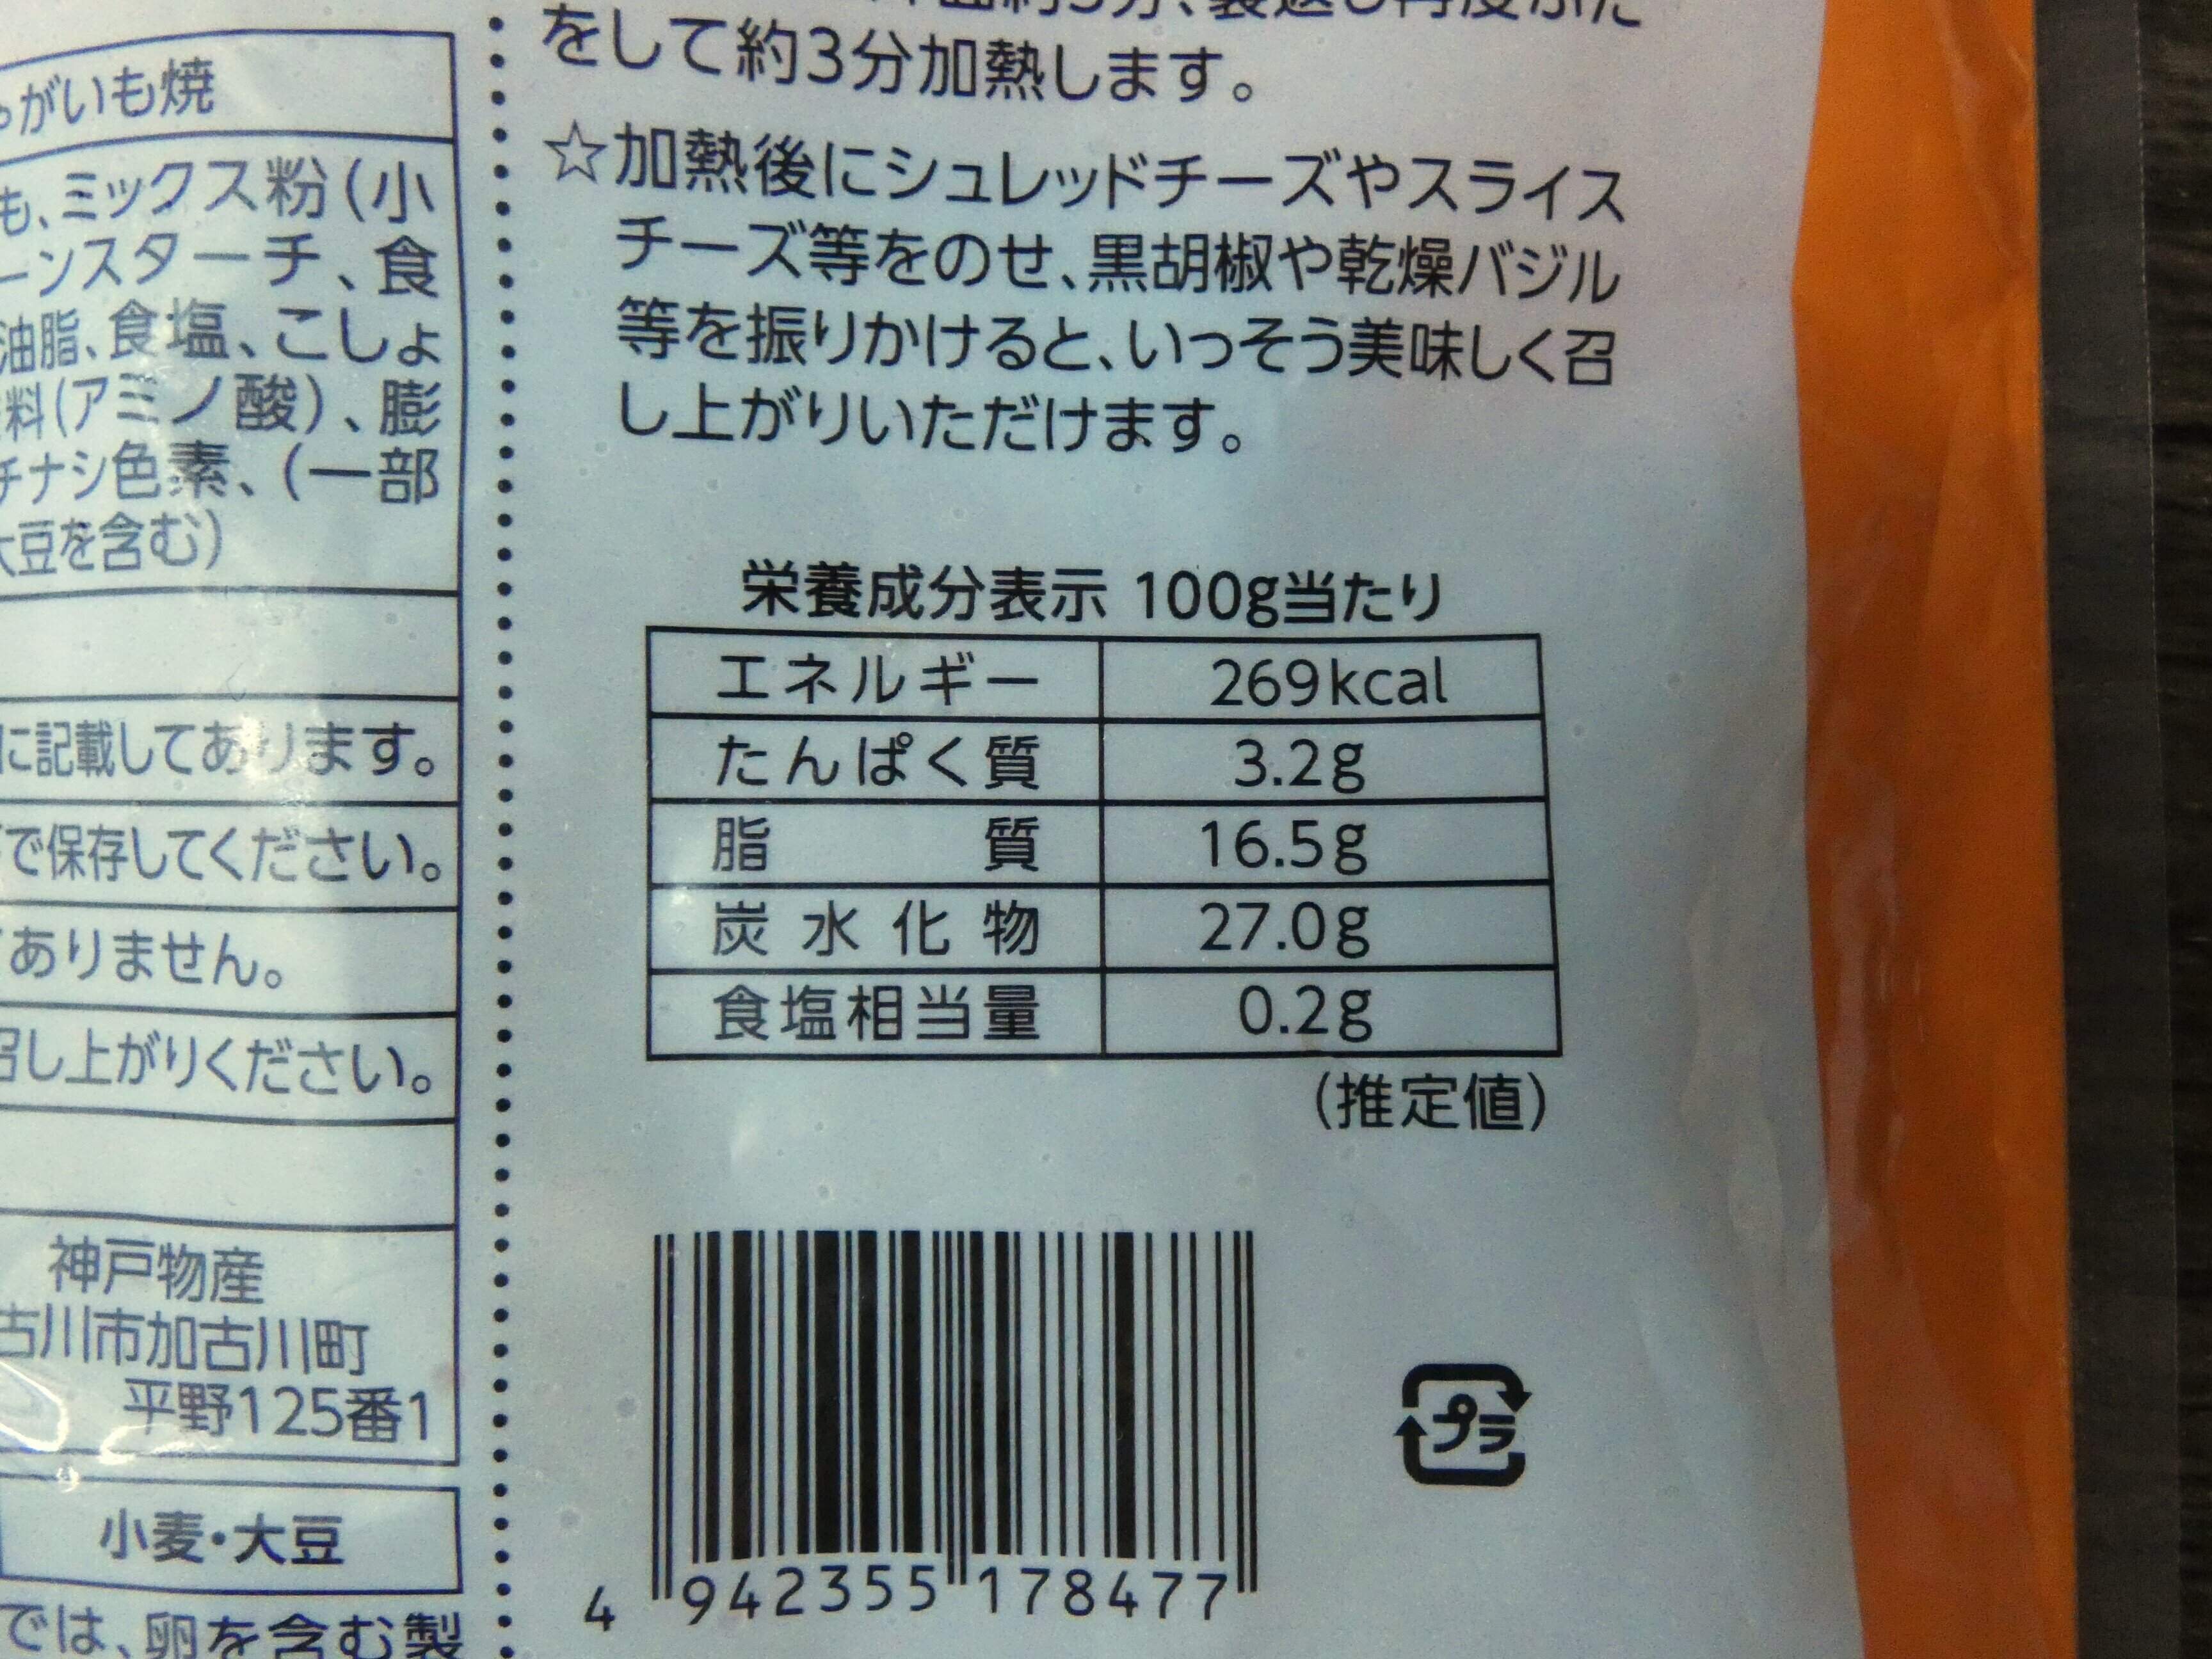 がいも焼
も、ミックス粉(小
ーンスターチ、食
油脂、食塩、こしょ
料(アミノ酸)、膨
チナシ色素、(一部
大豆を含む)
に記載してあります。
で保存してください。
ありません。
召し上がりください。
神戸物産
古川市加古川町
平野125番1
小麦・大豆
では、卵を含む製
をして約3分加熱します。
☆加熱後にシュレッドチーズやスライス
チーズ等をのせ、黒胡椒や乾燥バジル
等を振りかけると、いっそう美味しく召
し上がりいただけます。
栄養成分表示 100g当たり
エネルギー 269kcal
たんぱく質 3.2g
脂質 16.5g
炭水化物 27.0g
食塩相当量 0.2g
(推定値)
4 942355 178477
プラ